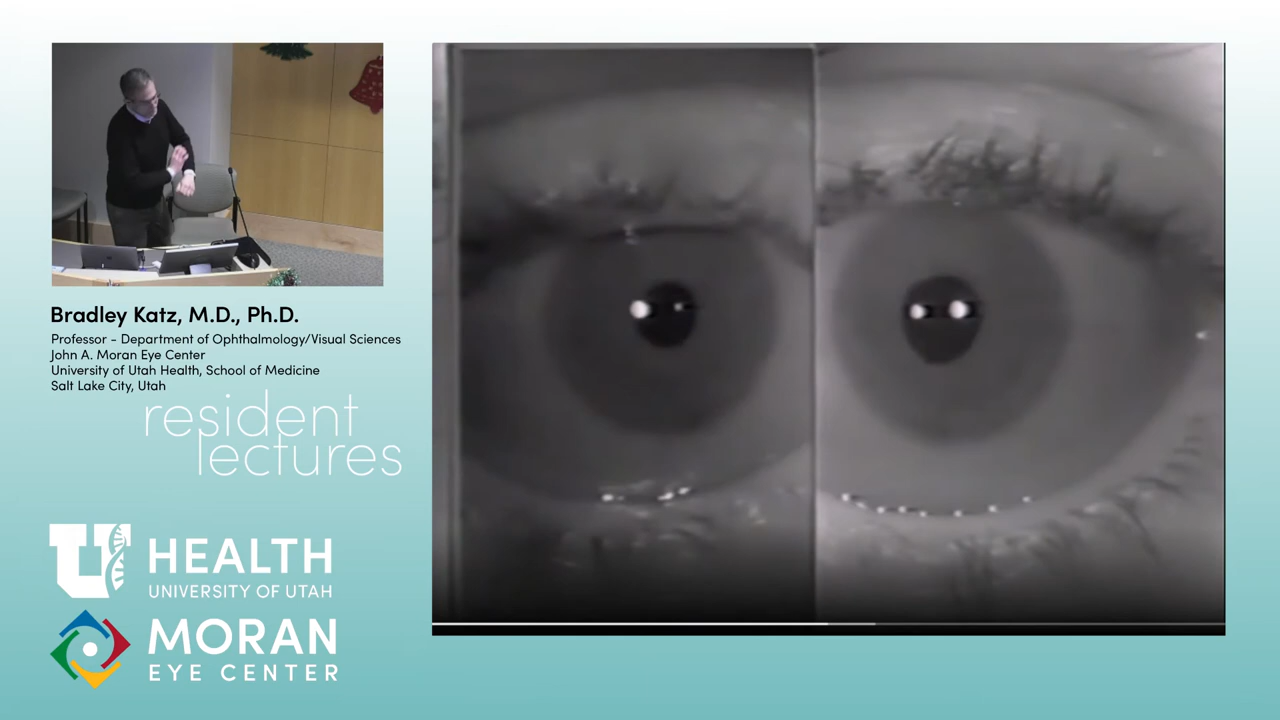 Bradley Katz, M.D., Ph.D.
Professor - Department of Ophthalmology/Visual Sciences
John A. Moran Eye Center
University of Utah Health, School of Medicine
Salt Lake City, Utah
resident
lectures
U HEALTH
UNIVERSITY OF UTAH
MORAN
EYE CENTER